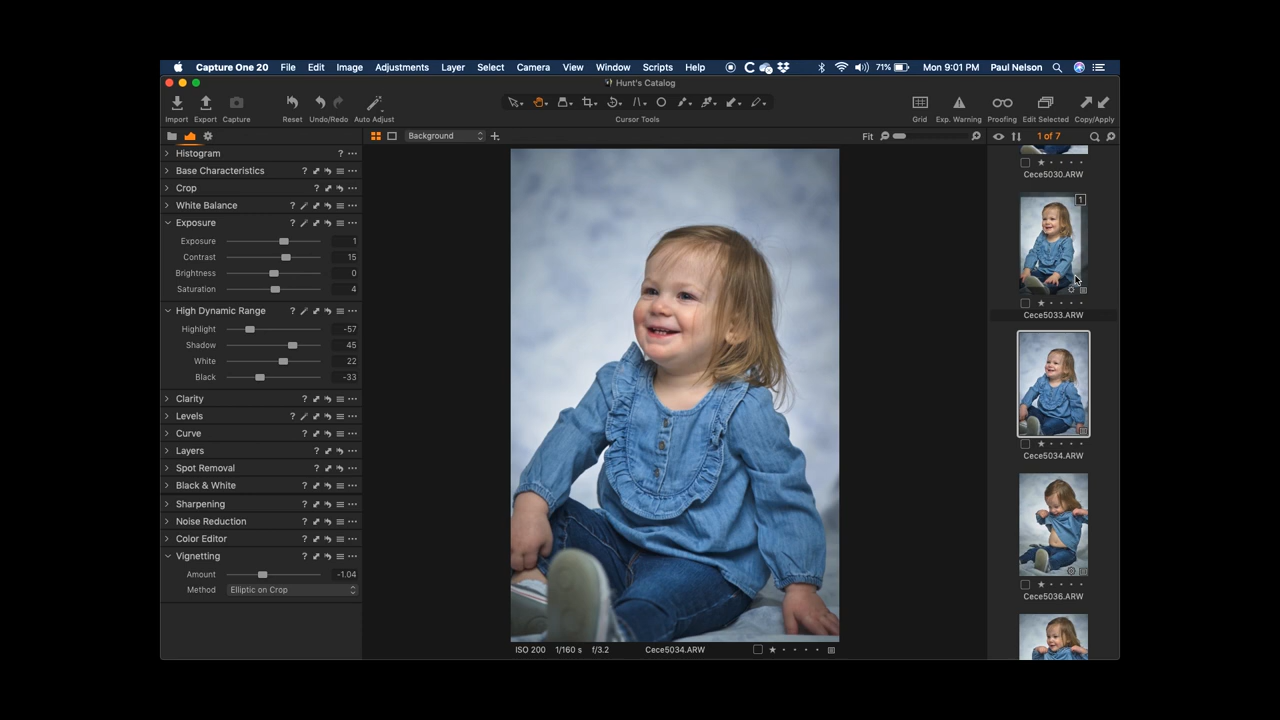 Capture One 20 File Edit Image Adjustments Layer Select Camera View Window Scripts Help 71% Mon 9:01 PM Paul Nelson
Hunt's Catalog
Import Export Capture Reset Undo/Redo Auto Adjust Cursor Tools Grid Exp. Warning Proofing Edit Selected Copy/Apply
Background Fit 1 of 7
Histogram ?
Base Characteristics ?
Crop ?
White Balance ?
Exposure ?
Exposure 1
Contrast 15
Brightness 0
Saturation 4
High Dynamic Range ?
Highlight -57
Shadow 45
White 22
Black -33
Clarity ?
Levels ?
Curve ?
Layers ?
Spot Removal ?
Black & White ?
Sharpening ?
Noise Reduction ?
Color Editor ?
Vignetting ?
Amount -1.04
Method Elliptic on Crop
ISO 200 1/160 s f/3.2 Cece5034.ARW
Cece5030.ARW
1
Cece5033.ARW
Cece5034.ARW
Cece5036.ARW